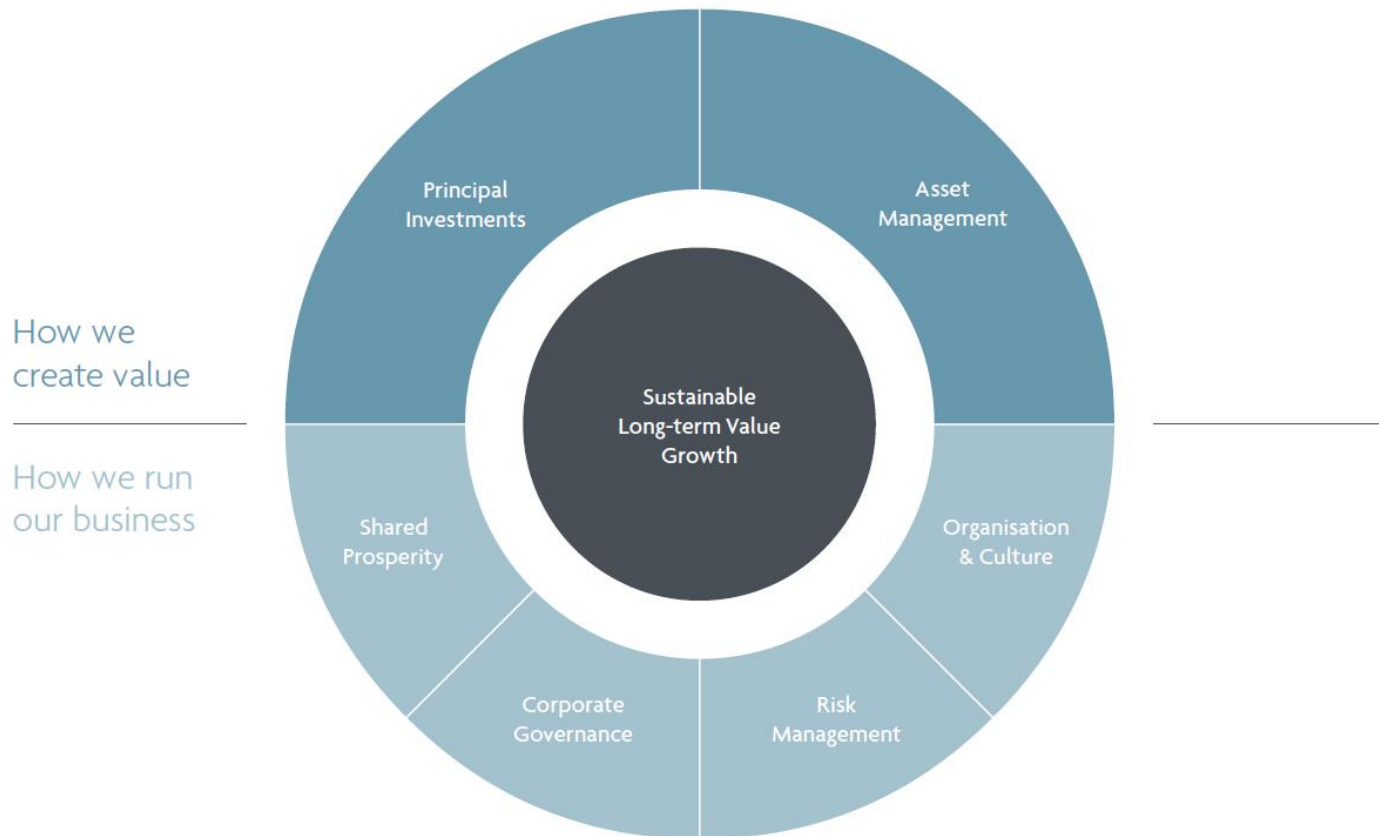 Principal
Investments
Asset
Management
How we
create value
Sustainable
Long-term Value
Growth
How we run
our business
Shared
Prosperity
Organisation
& Culture
Corporate
Governance
Risk
Management